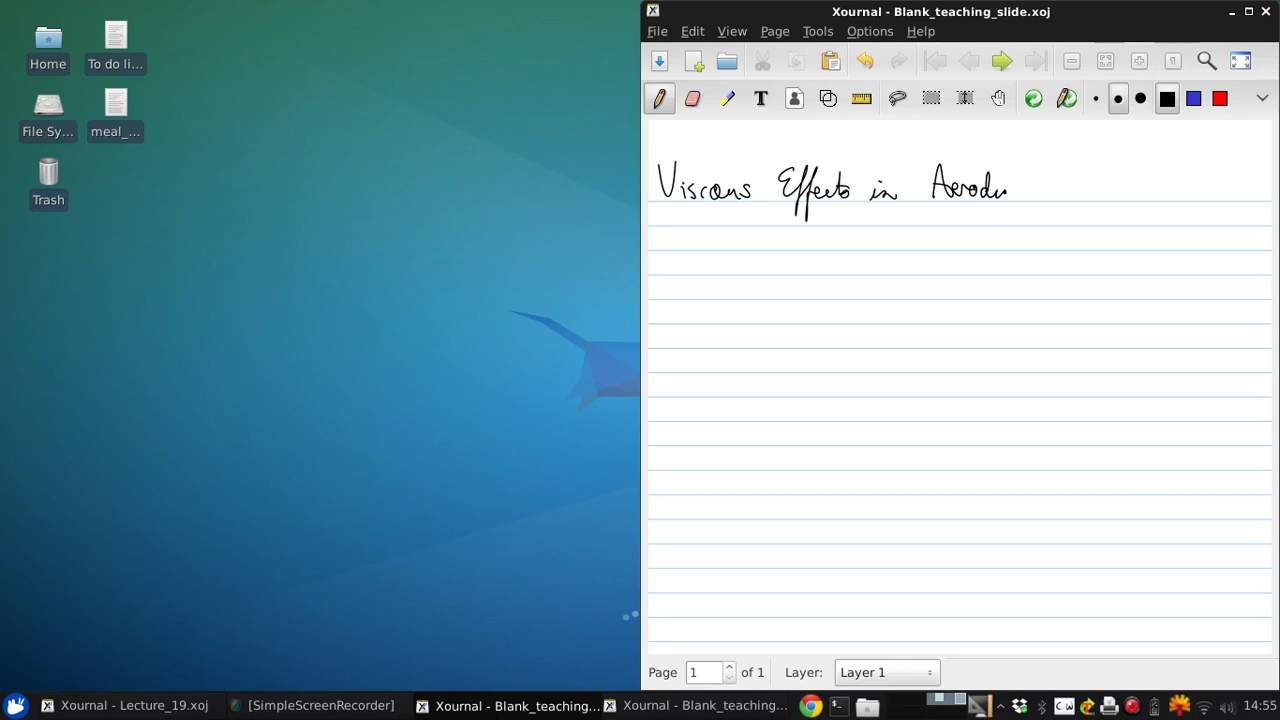 Xournal - Blank_teaching_slide.xoj
File Edit View Page Tools Options Help
Home
To do li...
File Sy...
meal_...
Trash
Viscous Effects in Aerody
Page 1 of 1 Layer: Layer 1
Xournal - Lecture_19.xoj
[SimpleScreenRecorder]
Xournal - Blank_teaching...
Xournal - Blank_teaching...
14:55